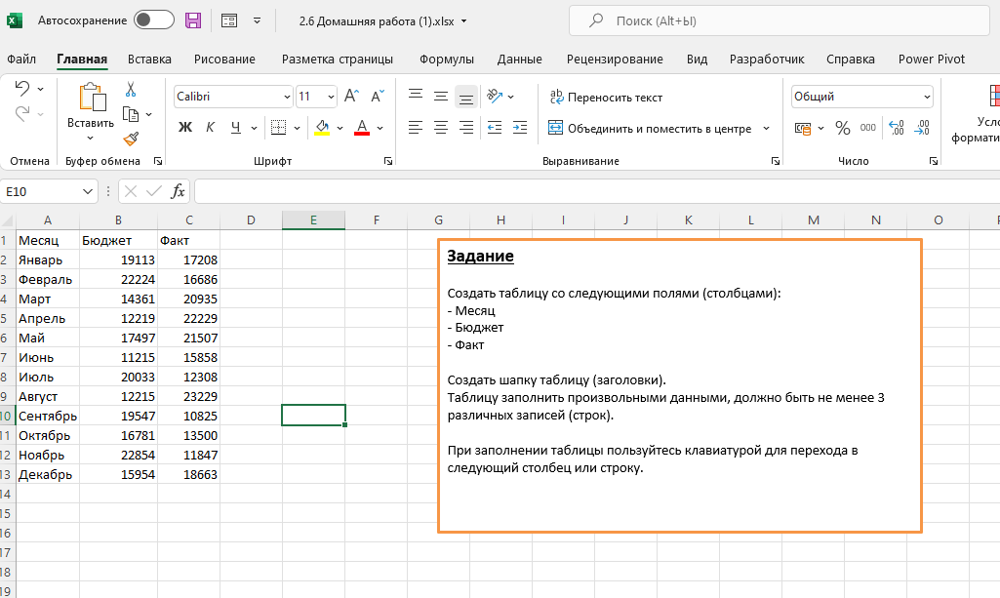 Автосохранение 2.6 Домашняя работа (1).xlsx Поиск (Alt+Ы)
Файл Главная Вставка Рисование Разметка страницы Формулы Данные Рецензирование Вид Разработчик Справка Power Pivot
Calibri 11 Общий
Вставить Ж К Ч А Переносить текст
Объединить и поместить в центре % 000
Усло
формати
Отмена Буфер обмена Шрифт Выравнивание Число
E10 fx
A B C D E F G H I J K L M N O P
1 Месяц Бюджет Факт
2 Январь 19113 17208
3 Февраль 22224 16686
4 Март 14361 20935
5 Апрель 12219 22229
6 Май 17497 21507
7 Июнь 11215 15858
8 Июль 20033 12308
9 Август 12215 23229
10 Сентябрь 19547 10825
11 Октябрь 16781 13500
12 Ноябрь 22854 11847
13 Декабрь 15954 18663
14
15
16
17
18
19
Задание
Создать таблицу со следующими полями (столбцами):
- Месяц
- Бюджет
- Факт
Создать шапку таблицу (заголовки).
Таблицу заполнить произвольными данными, должно быть не менее 3
различных записей (строк).
При заполнении таблицы пользуйтесь клавиатурой для перехода в
следующий столбец или строку.